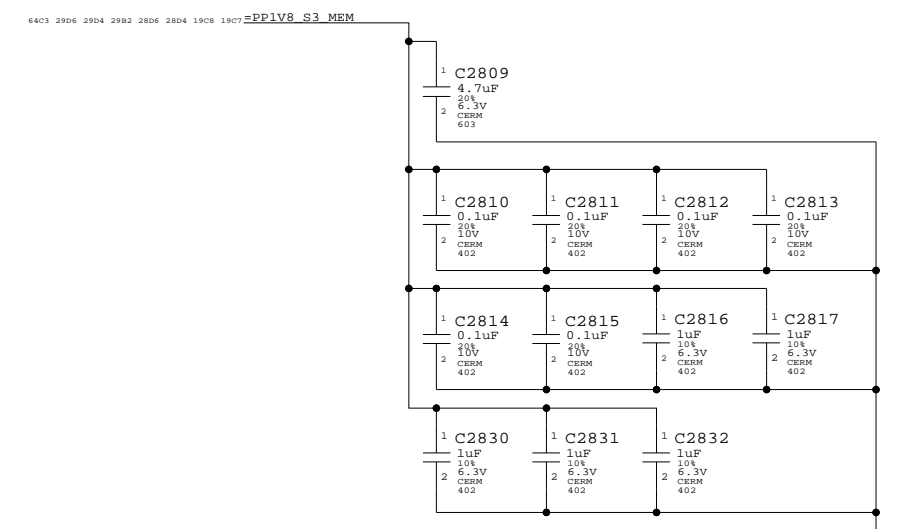 64C3 29D6 29D4 29B2 28D6 28D4 19C8 19C7 =PP1V8_S3_MEM
1 C2809
4.7uF
20%
6.3V
2 CERM
603
1 C2810 1 C2811 1 C2812 1 C2813
0.1uF 0.1uF 0.1uF 0.1uF
20% 20% 20% 20%
10V 10V 10V 10V
2 CERM 2 CERM 2 CERM 2 CERM
402 402 402 402
1 C2814 1 C2815 1 C2816 1 C2817
0.1uF 0.1uF 1uF 1uF
20% 20% 10% 10%
10V 10V 6.3V 6.3V
2 CERM 2 CERM 2 CERM 2 CERM
402 402 402 402
1 C2830 1 C2831 1 C2832
1uF 1uF 1uF
10% 10% 10%
6.3V 6.3V 6.3V
2 CERM 2 CERM 2 CERM
402 402 402